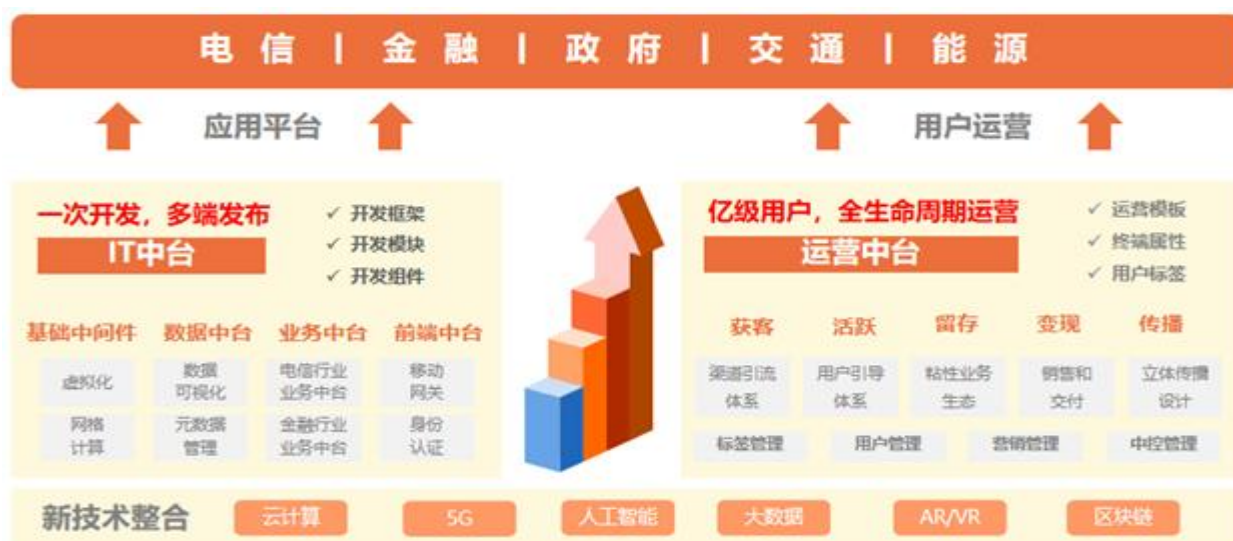 电信 | 金融 | 政府 | 交通 | 能源
应用平台
用户运营
一次开发，多端发布
IT中台
✓ 开发框架
✓ 开发模块
✓ 开发组件
基础中间件 数据中台 业务中台 前端中台
虚拟化
数据
可视化
电信行业
业务中台
移动
网关
网格
计算
元数据
管理
金融行业
业务中台
身份
认证
亿级用户，全生命周期运营
运营中台
✓ 运营模板
✓ 终端属性
✓ 用户标签
获客 活跃 留存 变现 传播
渠道引流
体系
用户引导
体系
粘性业务
生态
销售和
交付
立体传播
设计
标签管理 用户管理 营销管理 中控管理
新技术整合 云计算 5G 人工智能 大数据 AR/VR 区块链